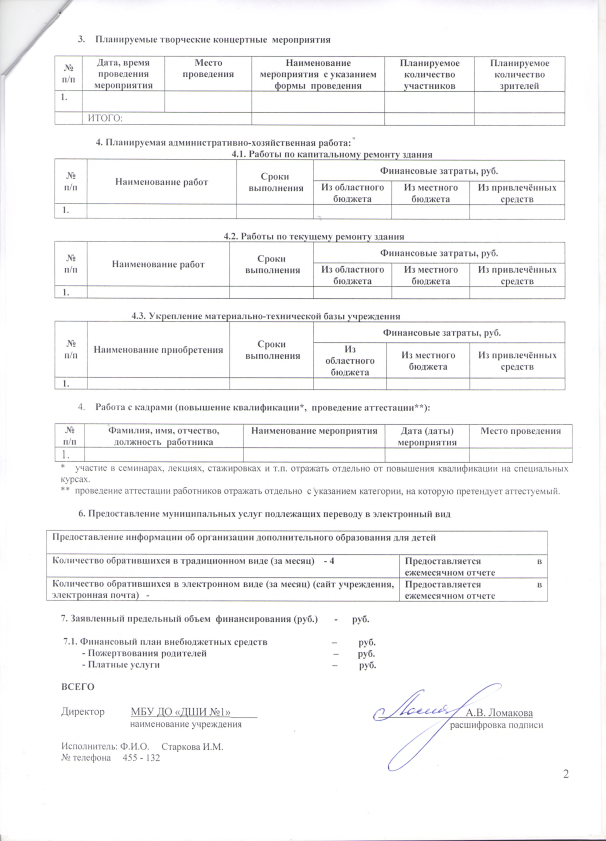 3. Планируемые творческие концертные мероприятия
№ п/п Дата, время проведения мероприятия Место проведения Наименование мероприятия с указанием формы проведения Планируемое количество участников Планируемое количество зрителей
1.
ИТОГО:
4. Планируемая административно-хозяйственная работа:
4.1. Работы по капитальному ремонту здания
№ п/п Наименование работ Сроки выполнения Финансовые затраты, руб.
Из областного бюджета Из местного бюджета Из привлечённых средств
1.
4.2. Работы по текущему ремонту здания
№ п/п Наименование работ Сроки выполнения Финансовые затраты, руб.
Из областного бюджета Из местного бюджета Из привлечённых средств
1.
4.3. Укрепление материально-технической базы учреждения
№ п/п Наименование приобретения Сроки выполнения Финансовые затраты, руб.
Из областного бюджета Из местного бюджета Из привлечённых средств
1.
4. Работа с кадрами (повышение квалификации*, проведение аттестации**):
№ п/п Фамилия, имя, отчество, должность работника Наименование мероприятия Дата (даты) мероприятия Место проведения
1.
* участие в семинарах, лекциях, стажировках и т.п. отражать отдельно от повышения квалификации на специальных
курсах.
** проведение аттестации работников отражать отдельно с указанием категории, на которую претендует аттестуемый.
6. Предоставление муниципальных услуг подлежащих переводу в электронный вид
Предоставление информации об организации дополнительного образования для детей
Количество обратившихся в традиционном виде (за месяц) - 4 Предоставляется в
ежемесячном отчете
Количество обратившихся в электронном виде (за месяц) (сайт учреждения, Предоставляется в
электронная почта) - ежемесячном отчете
7. Заявленный предельный объем финансирования (руб.) - руб.
7.1. Финансовый план внебюджетных средств – руб.
- Пожертвования родителей – руб.
- Платные услуги – руб.
ВСЕГО
Директор МБУ ДО «ДШИ №1» А.В. Ломакова
наименование учреждения расшифровка подписи
Исполнитель: Ф.И.О. Старкова И.М.
№ телефона 455 - 132
2